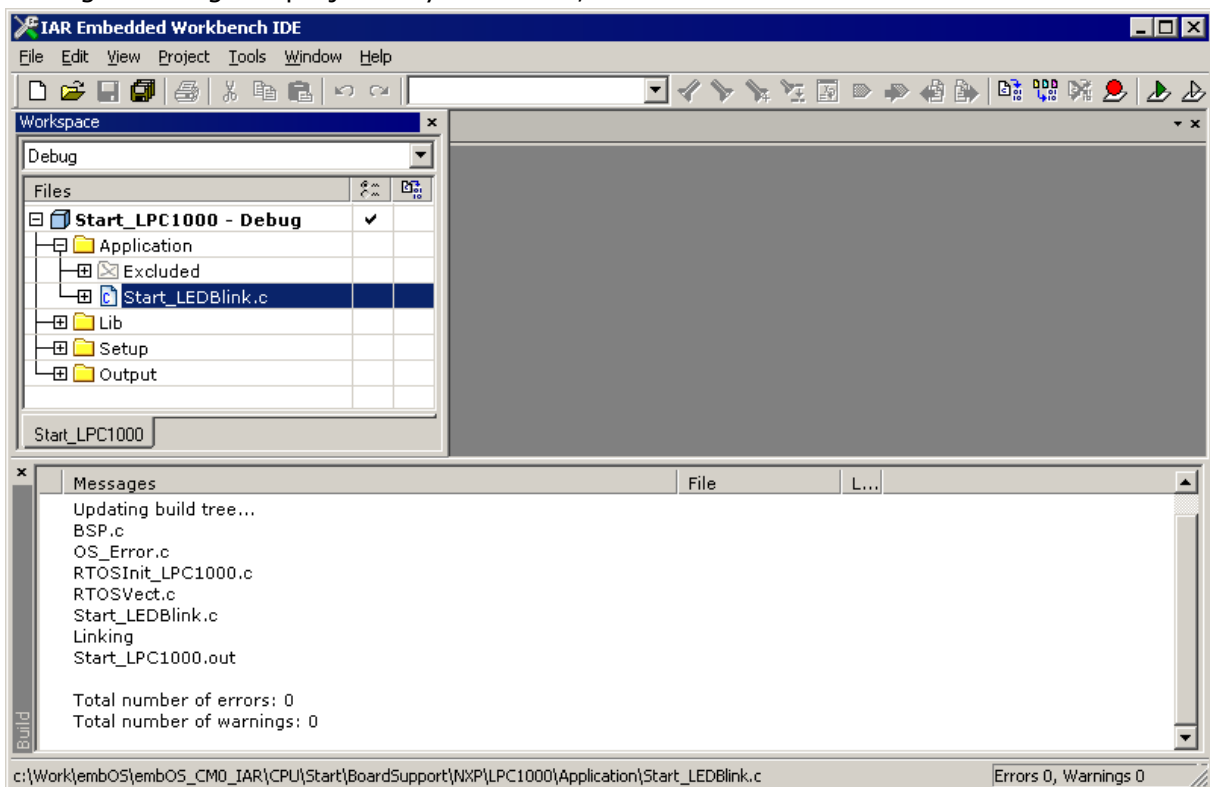 IAR Embedded Workbench IDE
File Edit View Project Tools Window Help
Workspace
Debug
Files
Start_LPC1000 - Debug
Application
Excluded
Start_LEDBlink.c
Lib
Setup
Output
Start_LPC1000
Messages File L...
Updating build tree...
BSP.c
OS_Error.c
RTOSInit_LPC1000.c
RTOSVect.c
Start_LEDBlink.c
Linking
Start_LPC1000.out
Total number of errors: 0
Total number of warnings: 0
Build
c:\Work\embOS\embOS_CM0_IAR\CPU\Start\BoardSupport\NXP\LPC1000\Application\Start_LEDBlink.c Errors 0, Warnings 0